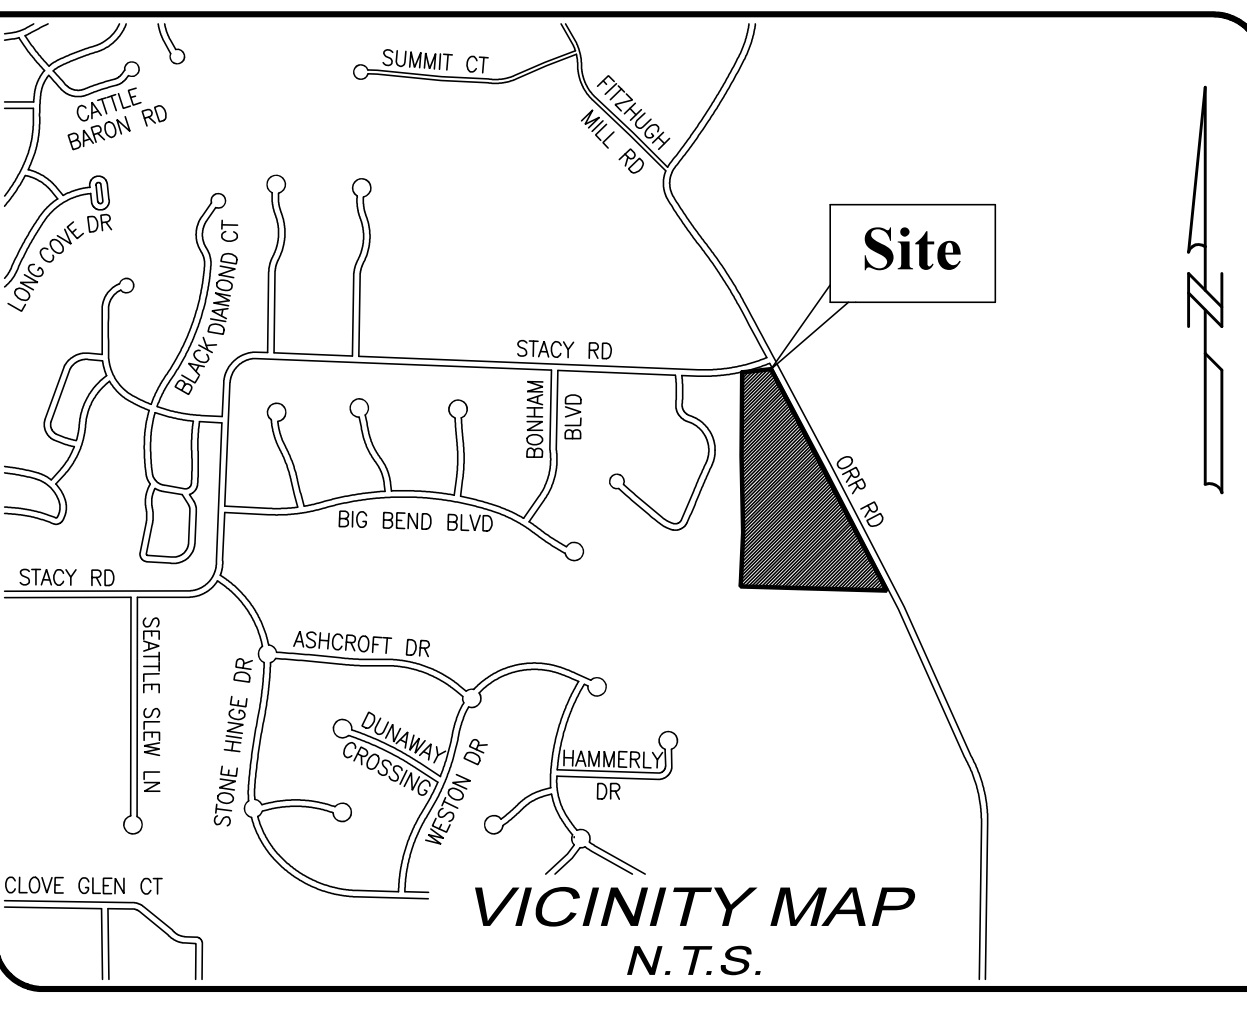 SUMMIT CT
FITZHUGH
MILL RD
CATTLE
BARON RD
LONG COVE DR
BLACK DIAMOND CT
Site
N
STACY RD
BONHAM
BLVD
ORR RD
BIG BEND BLVD
STACY RD
SEATTLE SLEW LN
ASHCROFT DR
STONE HINGE DR
DUNAWAY
CROSSING
WESTON DR
HAMMERLY
DR
CLOVE GLEN CT
VICINITY MAP
N.T.S.